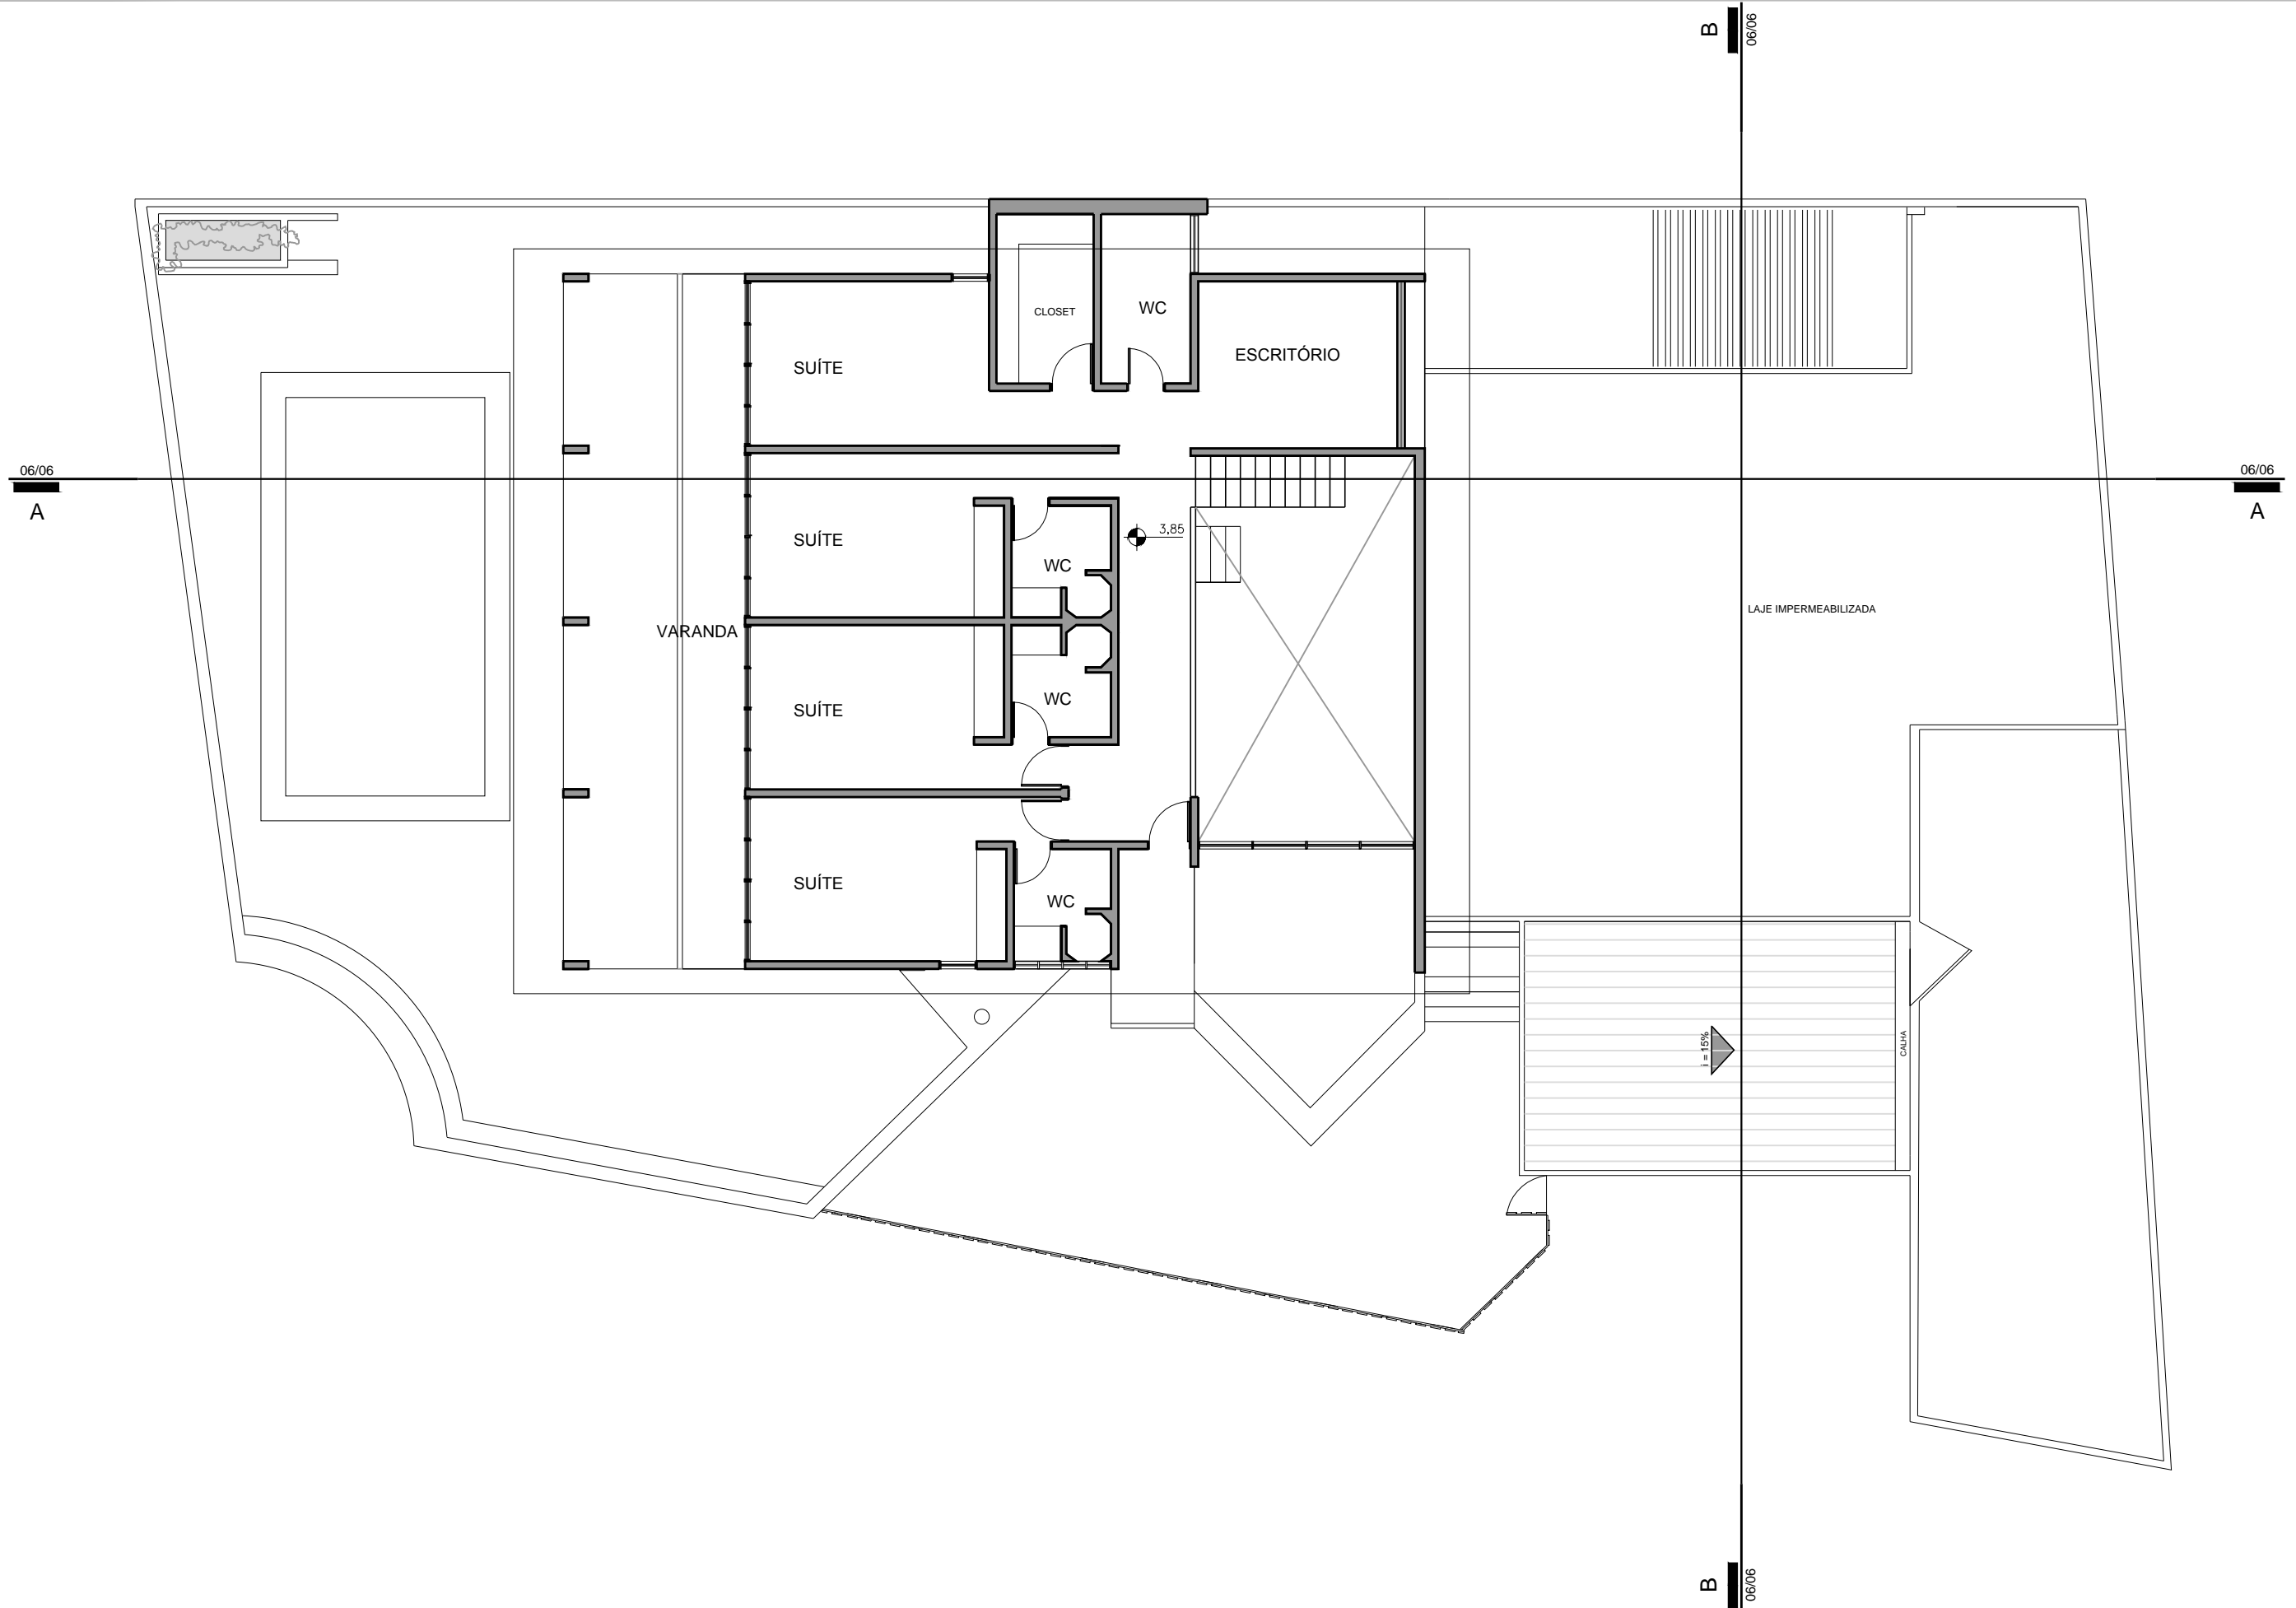 B
06/06
CLOSET
WC
ESCRITÓRIO
SUÍTE
06/06
A
06/06
A
3,85
SUÍTE
WC
LAJE IMPERMEABILIZADA
VARANDA
WC
SUÍTE
SUÍTE
WC
i = 15%
CALHA
B
06/06